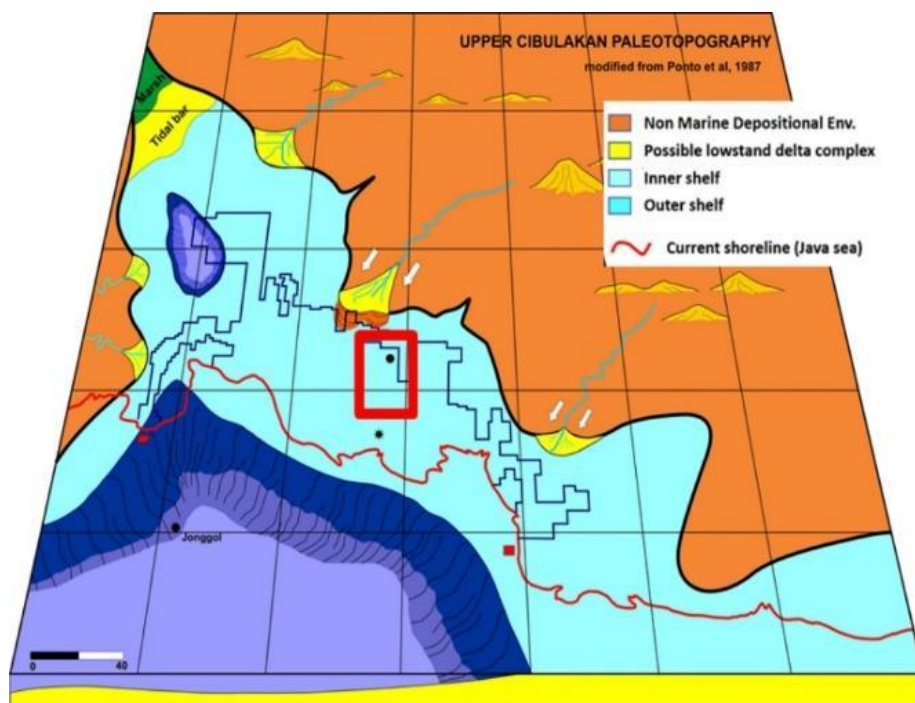 UPPER CIBULAKAN PALEOTOPOGRAPHY
modified from Ponto et al, 1987
Marsh
Tidal bar
Non Marine Depositional Env.
Possible lowstand delta complex
Inner shelf
Outer shelf
Current shoreline (Java sea)
Jonggol
0 40